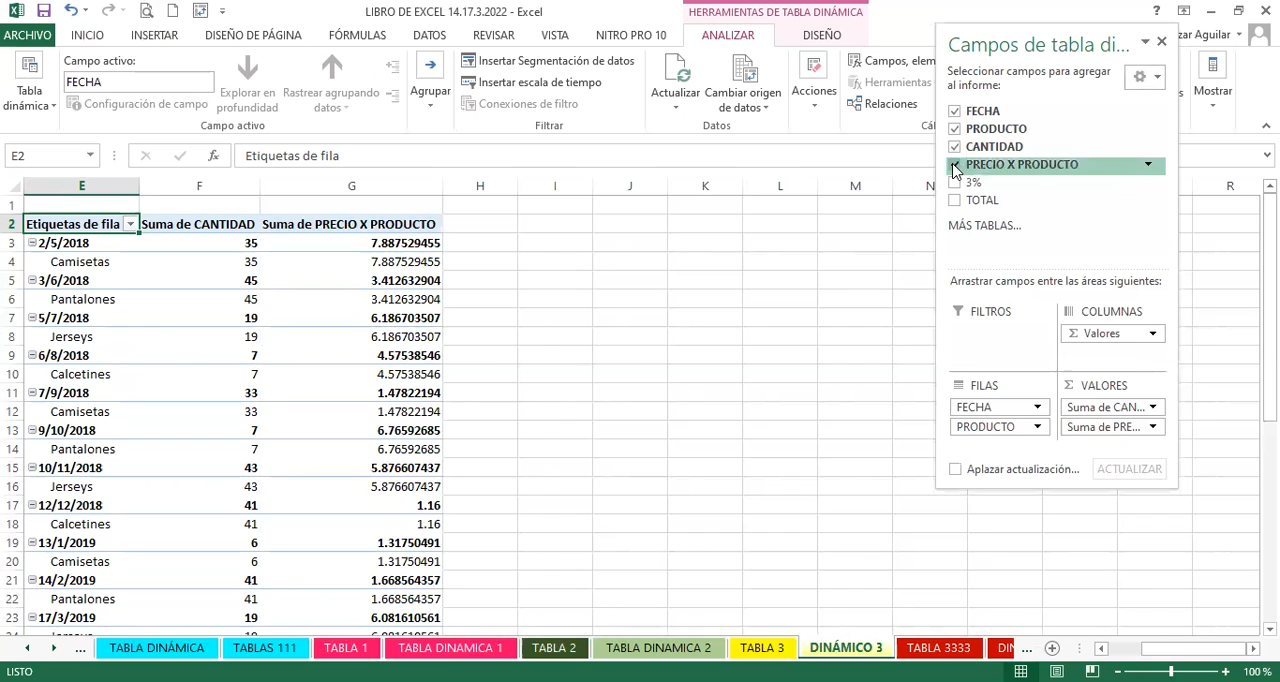 LIBRO DE EXCEL 14.17.3.2022 - Excel
HERRAMIENTAS DE TABLA DINÁMICA
ARCHIVO INICIO INSERTAR DISEÑO DE PÁGINA FÓRMULAS DATOS REVISAR VISTA NITRO PRO 10 ANALIZAR DISEÑO zar Aguilar
Tabla dinámica
Campo activo:
FECHA
Configuración de campo
Explorar en profundidad
Rastrear agrupando datos
Campo activo
Agrupar
Insertar Segmentación de datos
Insertar escala de tiempo
Conexiones de filtro
Filtrar
Actualizar
Cambiar origen de datos
Datos
Acciones
Campos, elem
Herramientas
Relaciones
Cál
Mostrar
E2 fx Etiquetas de fila
E F G H I J K L M N R
1
2 Etiquetas de fila Suma de CANTIDAD Suma de PRECIO X PRODUCTO
3 2/5/2018 35 7.887529455
4 Camisetas 35 7.887529455
5 3/6/2018 45 3.412632904
6 Pantalones 45 3.412632904
7 5/7/2018 19 6.186703507
8 Jerseys 19 6.186703507
9 6/8/2018 7 4.57538546
10 Calcetines 7 4.57538546
11 7/9/2018 33 1.47822194
12 Camisetas 33 1.47822194
13 9/10/2018 7 6.76592685
14 Pantalones 7 6.76592685
15 10/11/2018 43 5.876607437
16 Jerseys 43 5.876607437
17 12/12/2018 41 1.16
18 Calcetines 41 1.16
19 13/1/2019 6 1.31750491
20 Camisetas 6 1.31750491
21 14/2/2019 41 1.668564357
22 Pantalones 41 1.668564357
23 17/3/2019 19 6.081610561
Campos de tabla di...
Seleccionar campos para agregar
al informe:
FECHA
PRODUCTO
CANTIDAD
PRECIO X PRODUCTO
3%
TOTAL
MÁS TABLAS...
Arrastrar campos entre las áreas siguientes:
FILTROS COLUMNAS
Σ Valores
FILAS Σ VALORES
FECHA Suma de CAN...
PRODUCTO Suma de PRE...
Aplazar actualización... ACTUALIZAR
... TABLA DINÁMICA TABLAS 111 TABLA 1 TABLA DINAMICA 1 TABLA 2 TABLA DINAMICA 2 TABLA 3 DINÁMICO 3 TABLA 3333 DI ...
LISTO 100 %